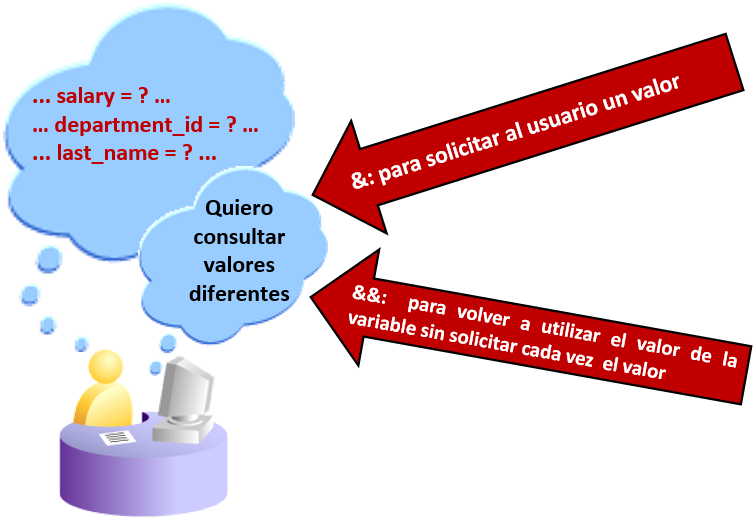 ... salary = ? ...
... department_id = ? ...
... last_name = ? ...
Quiero
consultar
valores
diferentes
&: para solicitar al usuario un valor
&&: para volver a utilizar el valor de la
variable sin solicitar cada vez el valor